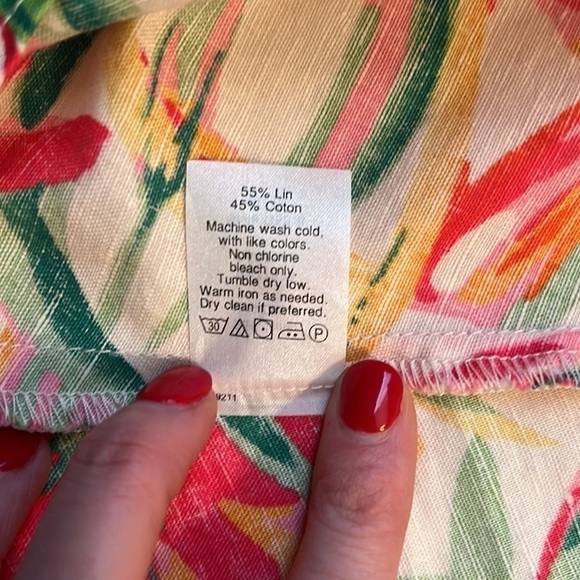 55% Lin
45% Coton
Machine wash cold,
with like colors.
Non chlorine
bleach only.
Tumble dry low.
Warm iron as needed.
Dry clean if preferred.
30 P
9211